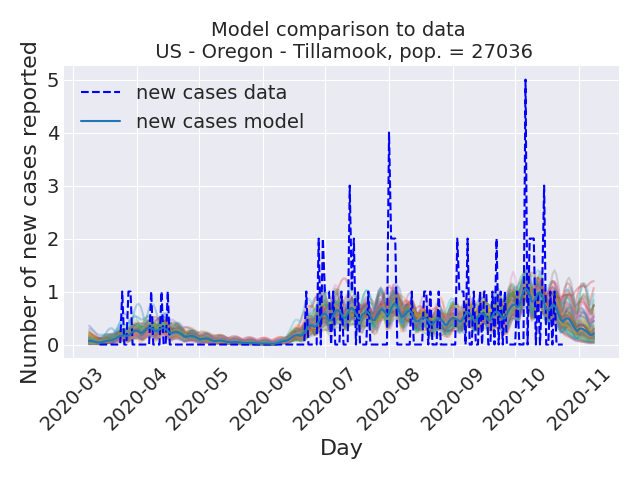 Model comparison to data
US - Oregon - Tillamook, pop. = 27036
Number of new cases reported
5
4
3
2
1
0
new cases data
new cases model
2020-03
2020-04
2020-05
2020-06
2020-07
2020-08
2020-09
2020-10
2020-11
Day